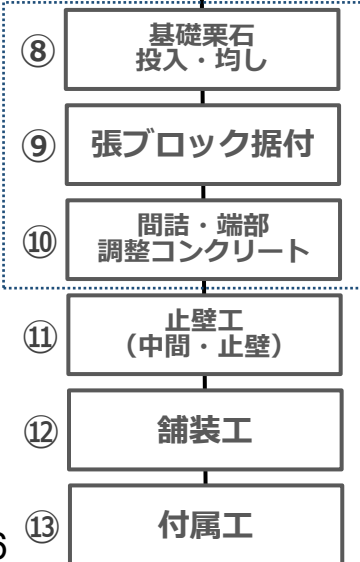 ⑧
基礎栗石
投入・均し
⑨
張ブロック据付
⑩
間詰・端部
調整コンクリート
⑪
止壁工
（中間・止壁）
⑫
舗装工
⑬
付属工
6